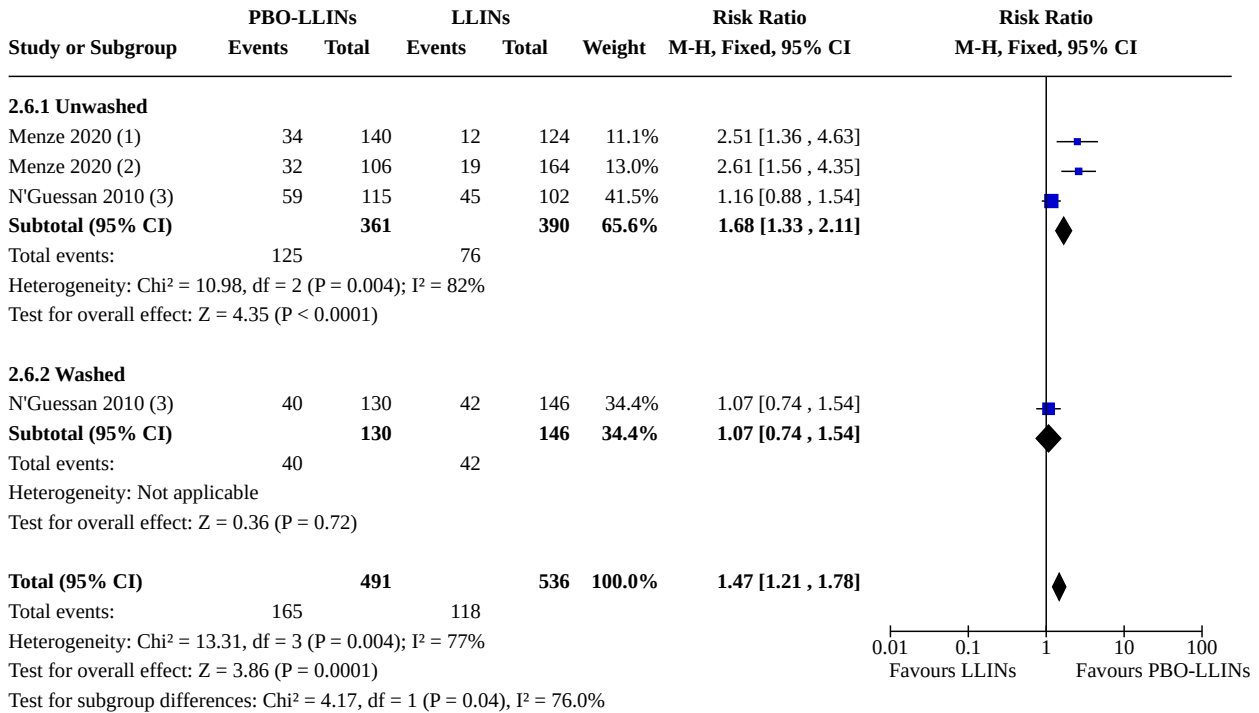 PBO-LLINs LLINs Risk Ratio Risk Ratio
Study or Subgroup Events Total Events Total Weight M-H, Fixed, 95% CI M-H, Fixed, 95% CI
2.6.1 Unwashed
Menze 2020 (1) 34 140 12 124 11.1% 2.51 [1.36 , 4.63]
Menze 2020 (2) 32 106 19 164 13.0% 2.61 [1.56 , 4.35]
N'Guessan 2010 (3) 59 115 45 102 41.5% 1.16 [0.88 , 1.54]
Subtotal (95% CI) 361 390 65.6% 1.68 [1.33 , 2.11]
Total events: 125 76
Heterogeneity: Chi² = 10.98, df = 2 (P = 0.004); I² = 82%
Test for overall effect: Z = 4.35 (P < 0.0001)
2.6.2 Washed
N'Guessan 2010 (3) 40 130 42 146 34.4% 1.07 [0.74 , 1.54]
Subtotal (95% CI) 130 146 34.4% 1.07 [0.74 , 1.54]
Total events: 40 42
Heterogeneity: Not applicable
Test for overall effect: Z = 0.36 (P = 0.72)
Total (95% CI) 491 536 100.0% 1.47 [1.21 , 1.78]
Total events: 165 118
Heterogeneity: Chi² = 13.31, df = 3 (P = 0.004); I² = 77%
Test for overall effect: Z = 3.86 (P = 0.0001)
Test for subgroup differences: Chi² = 4.17, df = 1 (P = 0.04), I² = 76.0%
0.01 0.1 1 10 100
Favours LLINs Favours PBO-LLINs